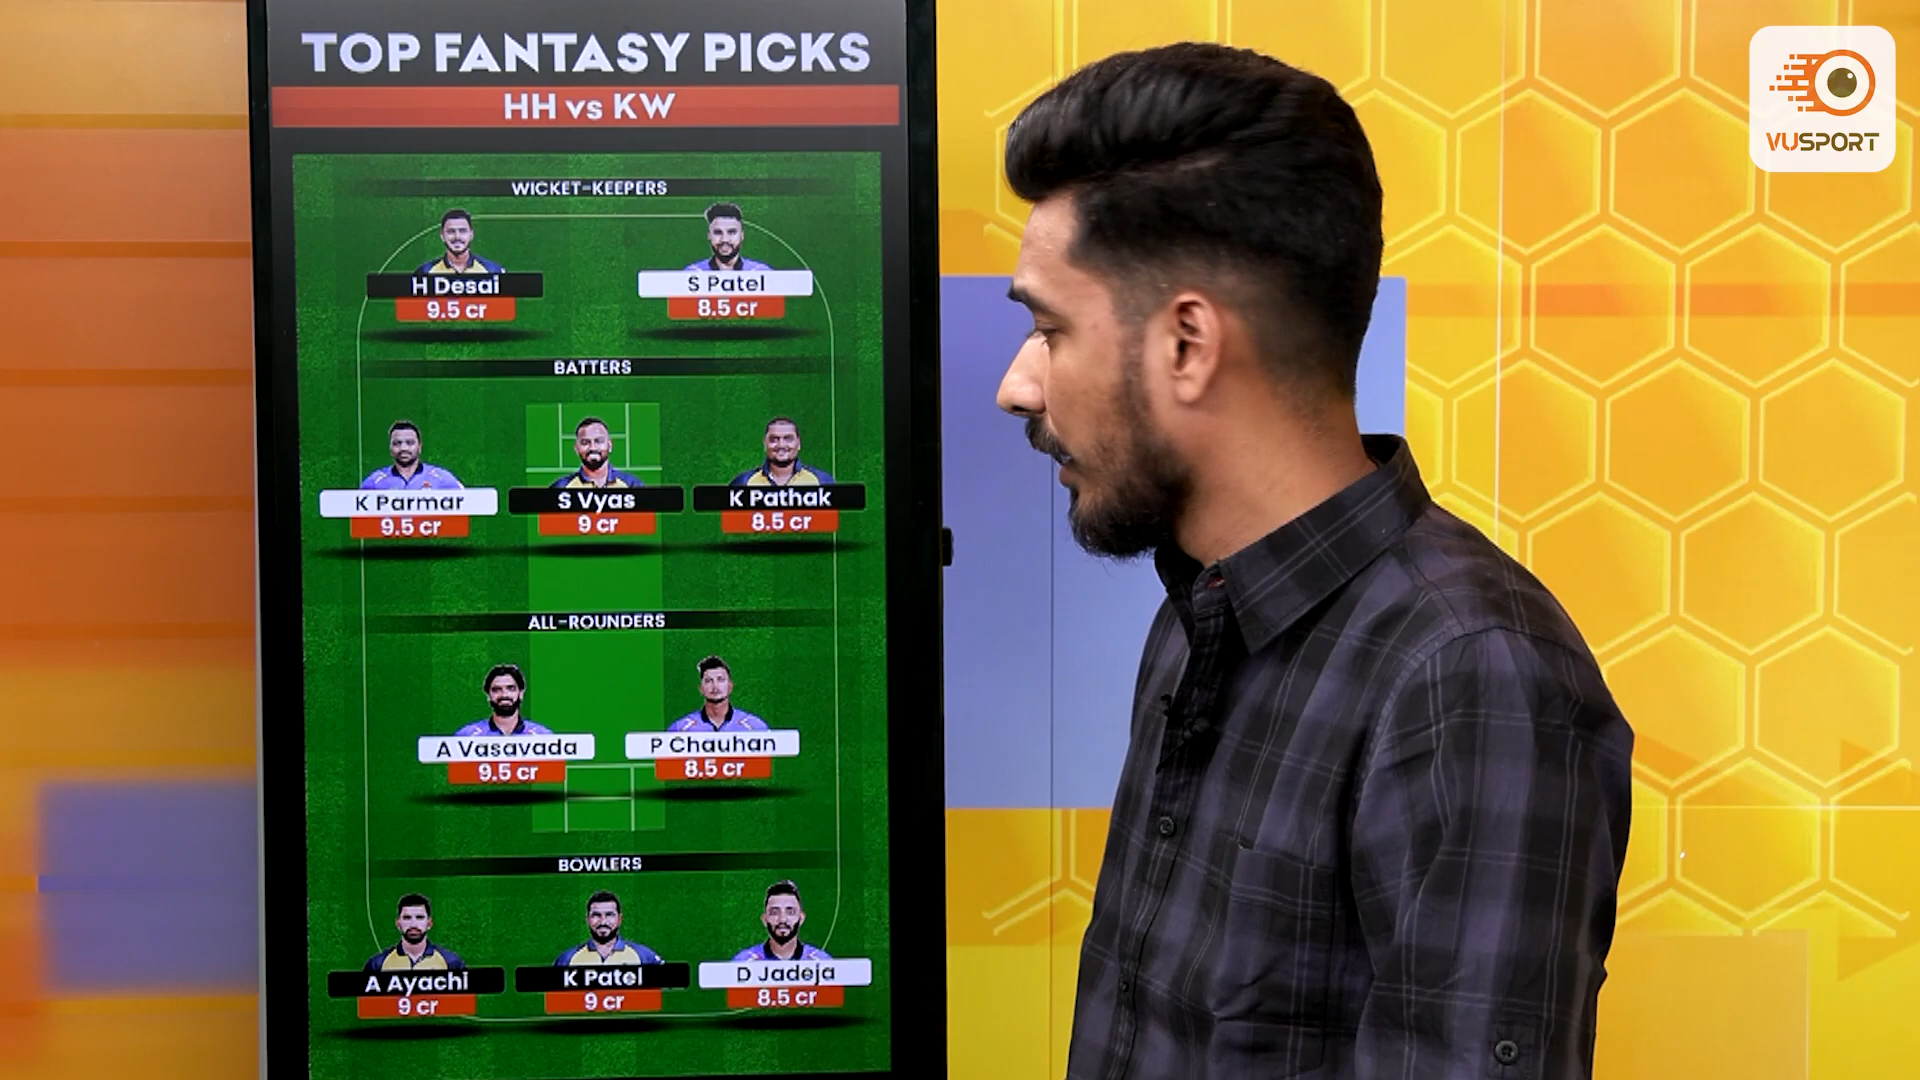 TOP FANTASY PICKS
HH vs KW
VUSPORT
WICKET-KEEPERS
H Desai
9.5 cr
S Patel
8.5 cr
BATTERS
K Parmar
9.5 cr
S Vyas
9 cr
K Pathak
8.5 cr
ALL-ROUNDERS
A Vasavada
9.5 cr
P Chauhan
8.5 cr
BOWLERS
A Ayachi
9 cr
K Patel
9 cr
D Jadeja
8.5 cr